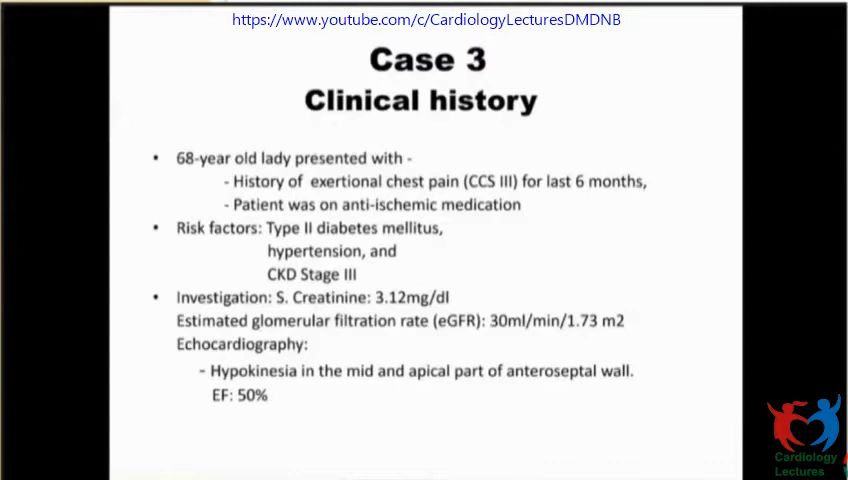 https://www.youtube.com/c/CardiologyLecturesDMDNB
Case 3
Clinical history
• 68-year old lady presented with -
- History of exertional chest pain (CCS III) for last 6 months,
- Patient was on anti-ischemic medication
• Risk factors: Type II diabetes mellitus,
hypertension, and
CKD Stage III
• Investigation: S. Creatinine: 3.12mg/dl
Estimated glomerular filtration rate (eGFR): 30ml/min/1.73 m2
Echocardiography:
- Hypokinesia in the mid and apical part of anteroseptal wall.
EF: 50%
Cardiology
Lectures